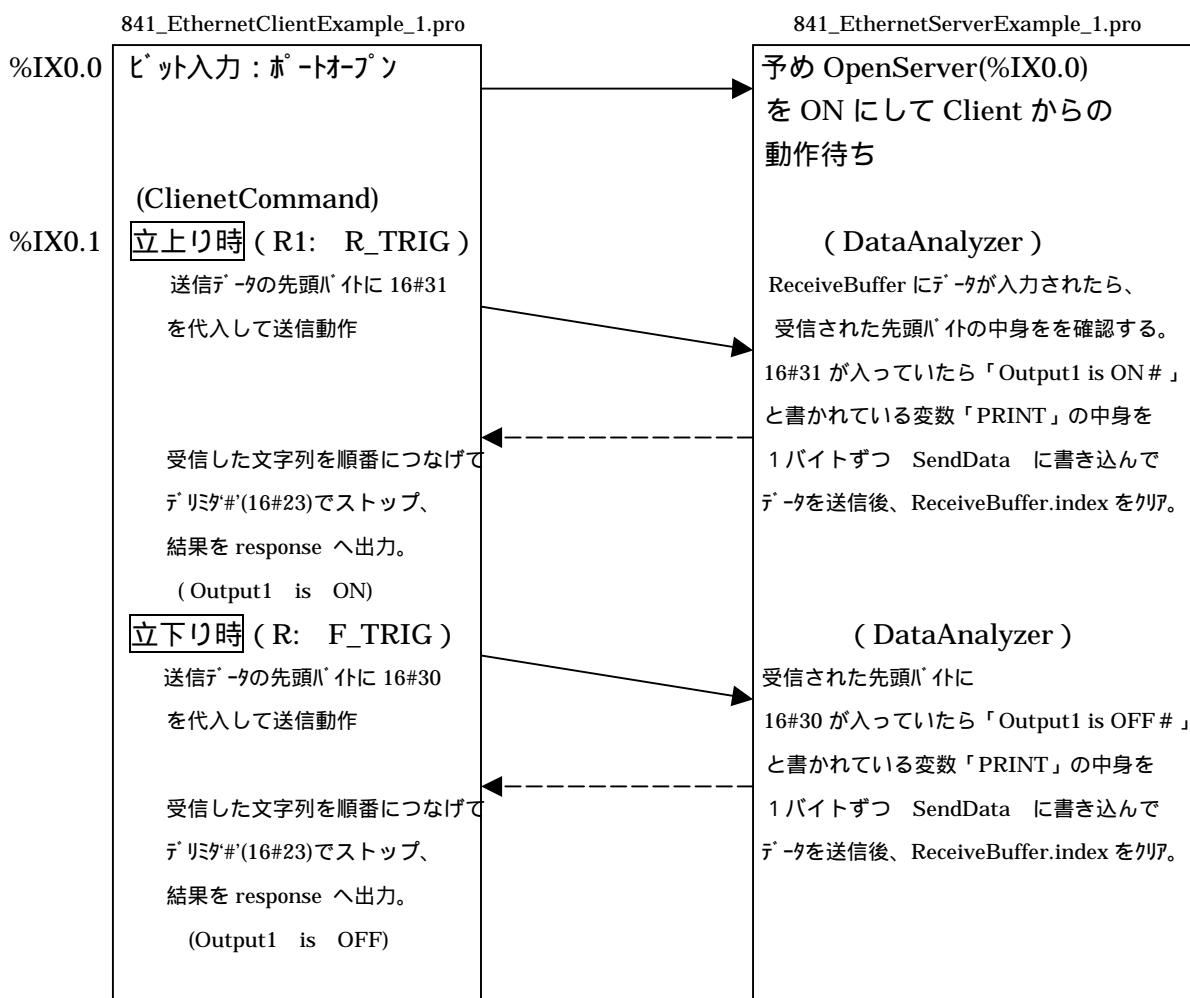 841_EthernetClientExample_1.pro
%IX0.0
ﾋﾞｯﾄ入力：ﾎﾟｰﾄｵｰﾌﾟﾝ
(ClienetCommand)
%IX0.1
立上り時（R1:　R_TRIG）
送信ﾃﾞｰﾀの先頭ﾊﾞｲﾄに 16#31
を代入して送信動作
受信した文字列を順番につなげて
ﾃﾞﾘﾐﾀ‘#’(16#23)でストップ、
結果を response へ出力。
( Output1　is　ON)
立下り時（R:　F_TRIG）
送信ﾃﾞｰﾀの先頭ﾊﾞｲﾄに 16#30
を代入して送信動作
受信した文字列を順番につなげて
ﾃﾞﾘﾐﾀ‘#’(16#23)でストップ、
結果を response へ出力。
(Output1　is　OFF)
841_EthernetServerExample_1.pro
予め OpenServer(%IX0.0)
を ON にして Client からの
動作待ち
（DataAnalyzer）
ReceiveBuffer にﾃﾞｰﾀが入力されたら、
受信された先頭ﾊﾞｲﾄの中身をを確認する。
16#31 が入っていたら「Output1 is ON＃」
と書かれている変数「PRINT」の中身を
１バイトずつ　SendData　に書き込んで
ﾃﾞｰﾀを送信後、ReceiveBuffer.index をｸﾘｱ。
（DataAnalyzer）
受信された先頭ﾊﾞｲﾄに
16#30 が入っていたら「Output1 is OFF＃」
と書かれている変数「PRINT」の中身を
１バイトずつ　SendData　に書き込んで
ﾃﾞｰﾀを送信後、ReceiveBuffer.index をｸﾘｱ。